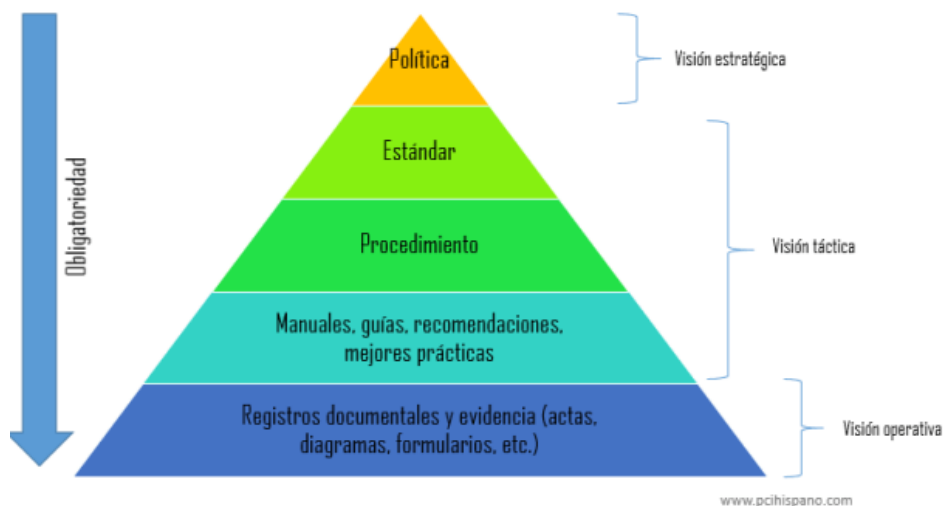 Política
Visión estratégica
Estándar
Obligatoriedad
Procedimiento
Visión táctica
Manuales, guías, recomendaciones,
mejores prácticas
Registros documentales y evidencia (actas,
diagramas, formularios, etc.)
Visión operativa
www.pcihispano.com